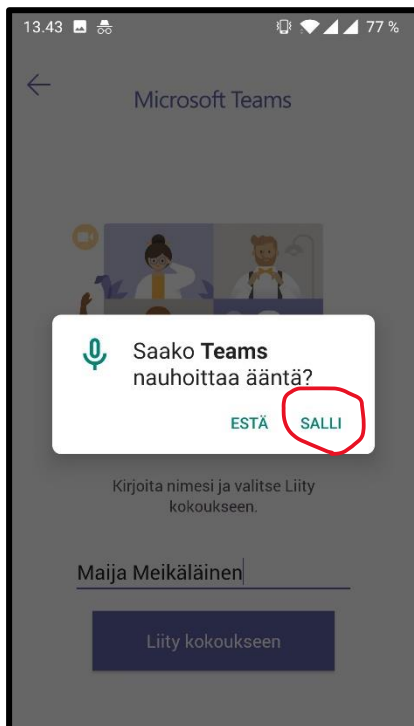 13.43 77 %
Microsoft Teams
Saako Teams
nauhoittaa ääntä?
ESTÄ SALLI
Kirjoita nimesi ja valitse Liity
kokoukseen.
Maija Meikäläinen
Liity kokoukseen